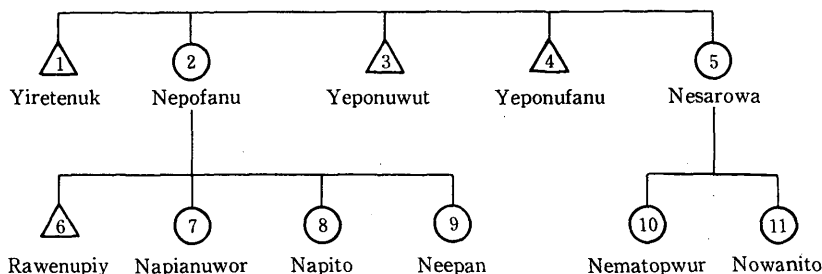 1 2 3 4 5
Yiretenuk Nepofanu Yeponuwut Yeponufanu Nesarowa
6 7 8 9 10 11
Rawenupiy Napianuwor Napito Neepan Nematopwur Nowanito